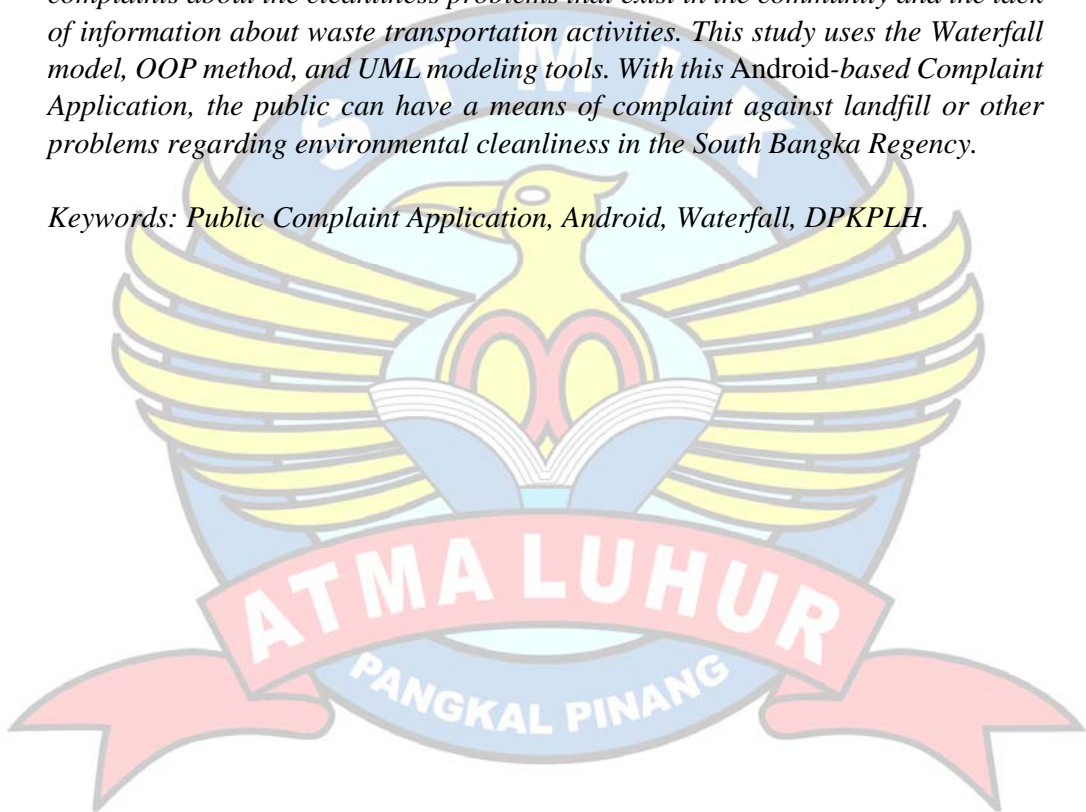 complaints about the cleanliness problems that exist in the community and the lack
of information about waste transportation activities. This study uses the Waterfall
model, OOP method, and UML modeling tools. With this Android-based Complaint
Application, the public can have a means of complaint against landfill or other
problems regarding environmental cleanliness in the South Bangka Regency.
Keywords: Public Complaint Application, Android, Waterfall, DPKPLH.
STMIK
ATMA LUHUR
PANGKAL PINANG